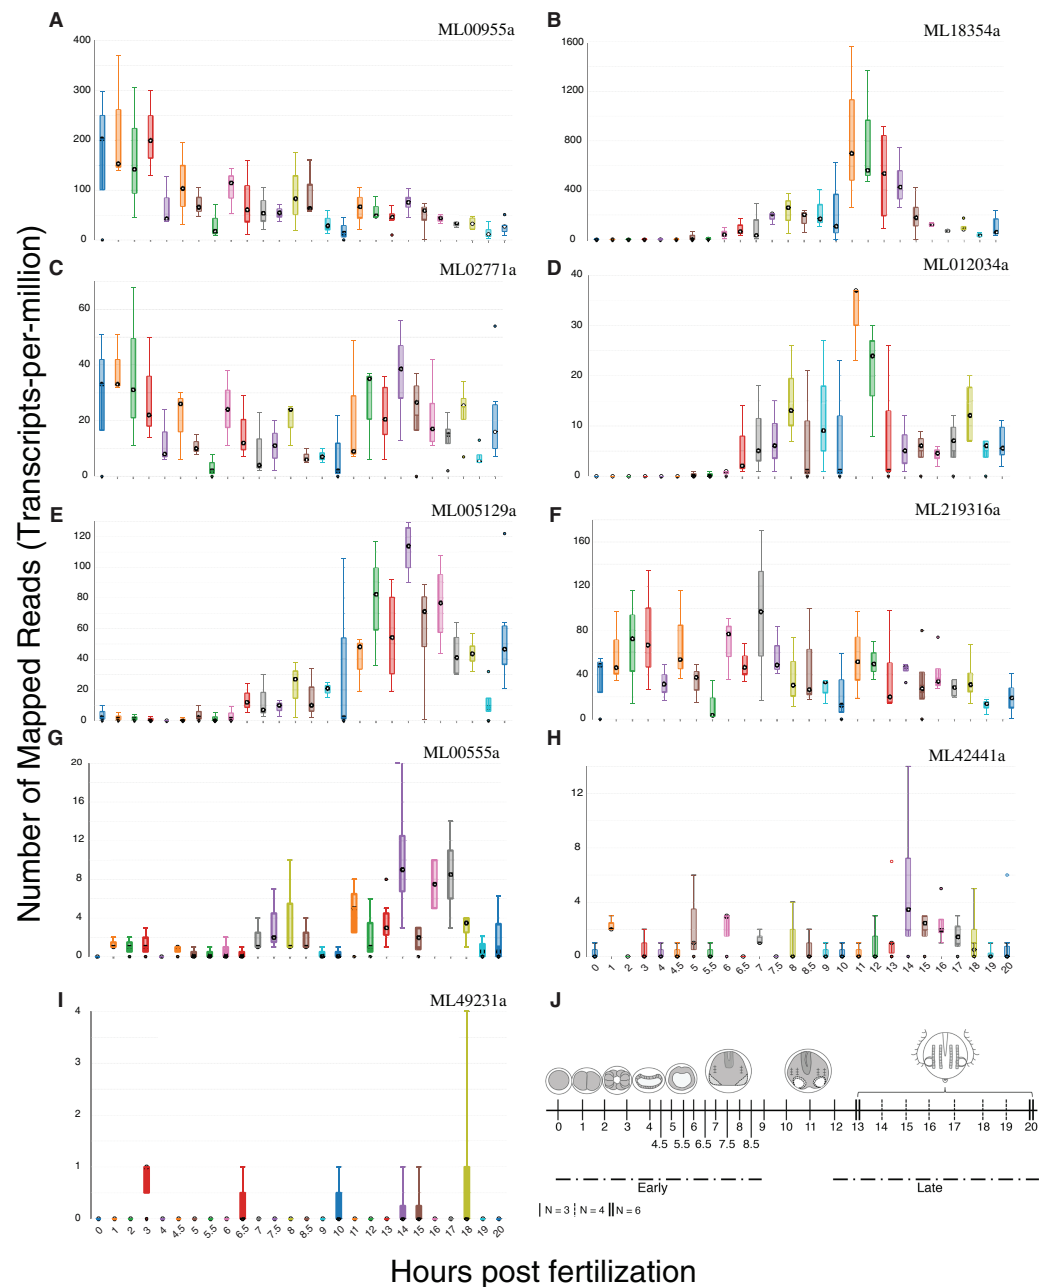 Number of Mapped Reads (Transcripts-per-million)
A
ML00955a
400
300
200
100
0
B
ML18354a
1600
1200
800
400
0
C
ML02771a
60
40
20
0
D
ML012034a
40
30
20
10
0
E
ML005129a
120
100
80
60
40
20
0
F
ML219316a
160
120
80
40
0
G
ML00555a
20
16
12
8
4
0
H
ML42441a
12
8
4
0
0 1 2 3 4 4.5 5 5.5 6 6.5 7 7.5 8 8.5 9 10 11 12 13 14 15 16 17 18 19 20
I
ML49231a
4
3
2
1
0
0 1 2 3 4 4.5 5 5.5 6 6.5 7 7.5 8 8.5 9 10 11 12 13 14 15 16 17 18 19 20
J
0 1 2 3 4 5 6 7 8 9 10 11 12 13 14 15 16 17 18 19 20
4.5 5.5 6.5 7.5 8.5
Early Late
N = 3 N = 4 N = 6
Hours post fertilization